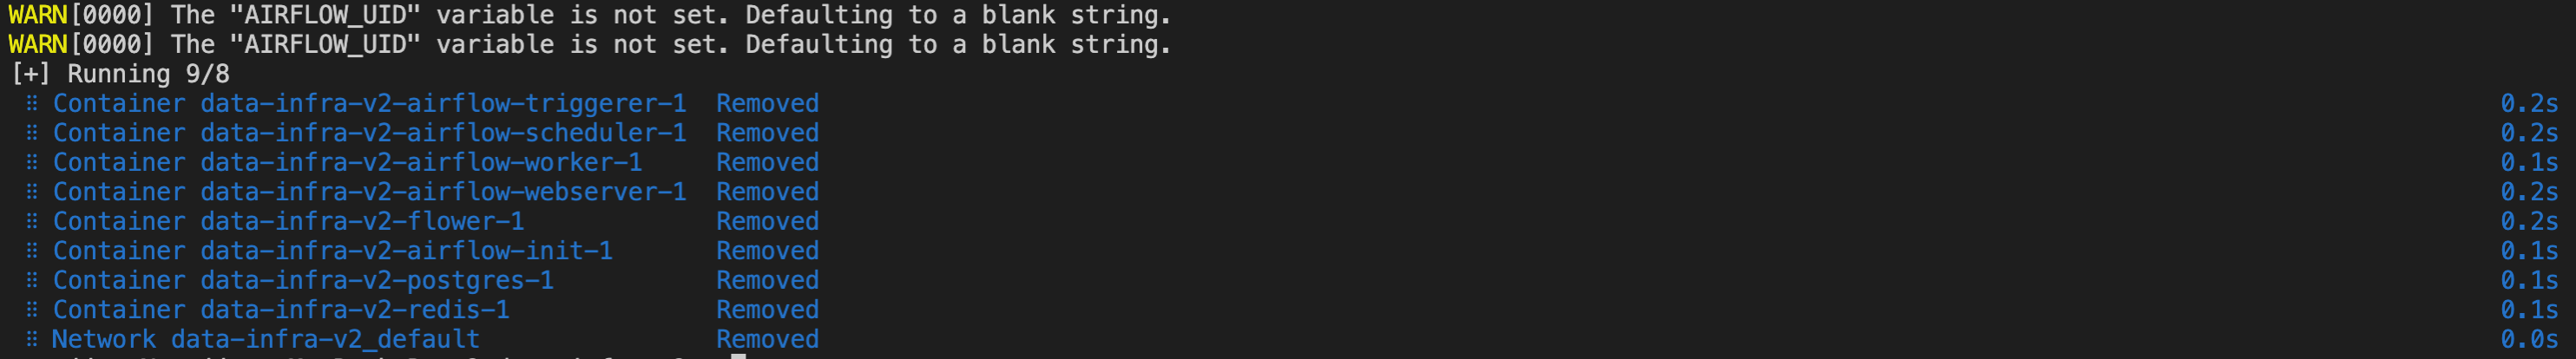 WARN[0000] The "AIRFLOW_UID" variable is not set. Defaulting to a blank string.
WARN[0000] The "AIRFLOW_UID" variable is not set. Defaulting to a blank string.
[+] Running 9/8
⠿ Container data-infra-v2-airflow-triggerer-1 Removed 0.2s
⠿ Container data-infra-v2-airflow-scheduler-1 Removed 0.2s
⠿ Container data-infra-v2-airflow-worker-1 Removed 0.1s
⠿ Container data-infra-v2-airflow-webserver-1 Removed 0.2s
⠿ Container data-infra-v2-flower-1 Removed 0.2s
⠿ Container data-infra-v2-airflow-init-1 Removed 0.1s
⠿ Container data-infra-v2-postgres-1 Removed 0.1s
⠿ Container data-infra-v2-redis-1 Removed 0.1s
⠿ Network data-infra-v2_default Removed 0.0s